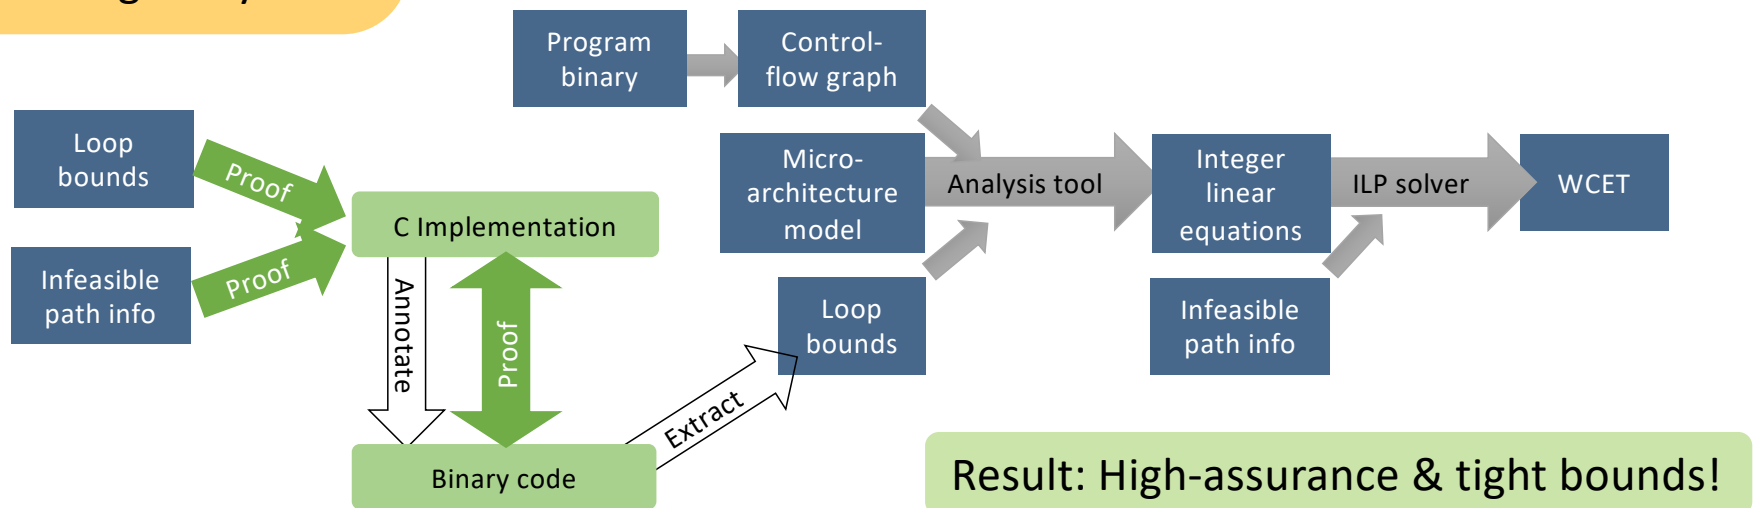 Program
binary
Control-
flow graph
Loop
bounds
Proof
Infeasible
path info
Proof
C Implementation
Annotate
Proof
Binary code
Extract
Micro-
architecture
model
Analysis tool
Loop
bounds
Integer
linear
equations
ILP solver
WCET
Infeasible
path info
Result: High-assurance & tight bounds!